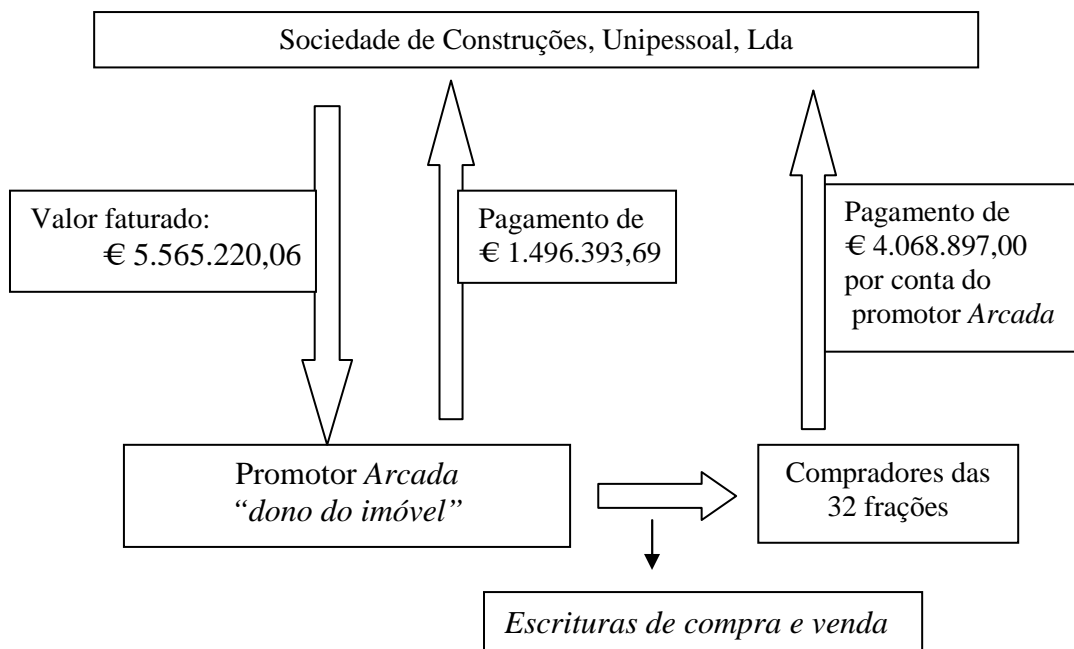 Sociedade de Construções, Unipessoal, Lda
Valor faturado:
€ 5.565.220,06
Pagamento de
€ 1.496.393,69
Pagamento de
€ 4.068.897,00
por conta do
promotor Arcada
Promotor Arcada
“dono do imóvel”
Compradores das
32 frações
Escrituras de compra e venda